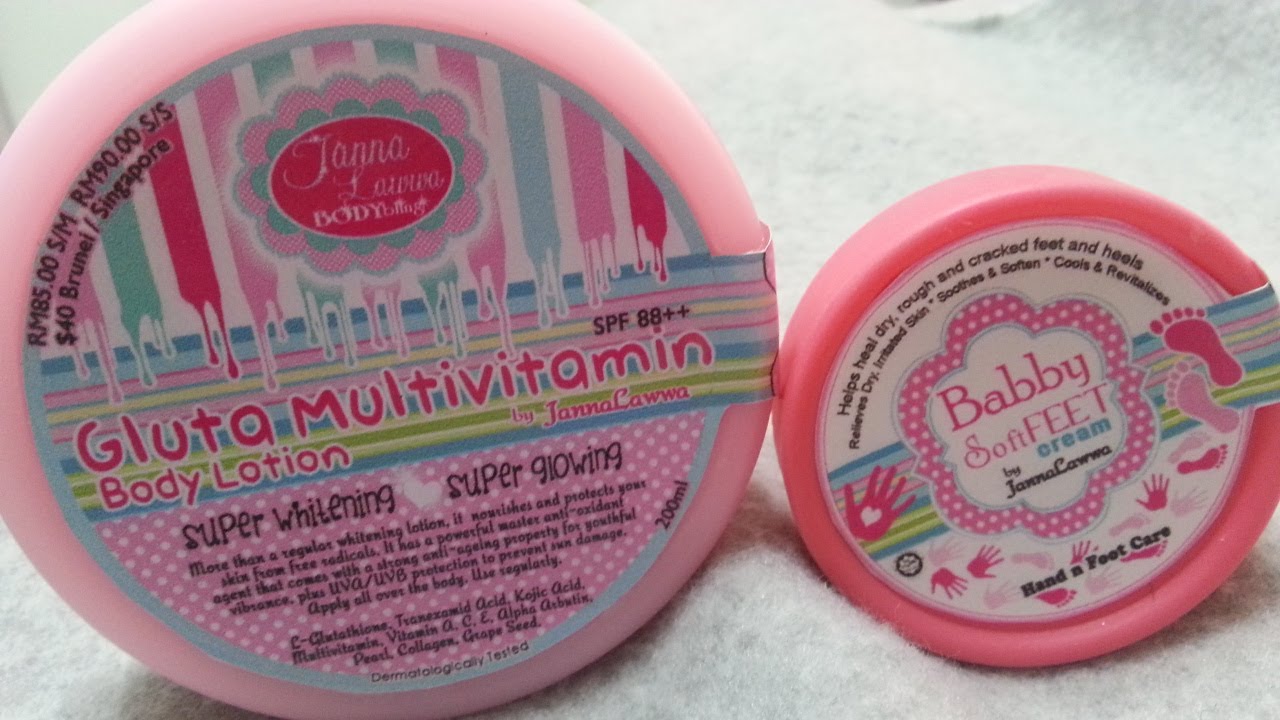 RM85.00 S/M RM90.00 S/S
$40 Brunei / Singapore
Janna
Lawwa
BODYbling
SPF 88++
Gluta Multivitamin
by JannaLawwa
Body Lotion
super whitening super glowing
More than a regular whitening lotion, it nourishes and protects your
skin from free radicals. It has a powerful master anti-oxidant
agent that comes with a strong anti-ageing property for youthful
vibrance, plus UVA/UVB protection to prevent sun damage.
Apply all over the body. Use regularly.
200ml
L-Glutathione, Tranexamid Acid, Kojic Acid,
Multivitamin, Vitamin A, C, E, Alpha Arbutin,
Pearl, Collagen, Grape Seed.
Dermatologically Tested
Helps heal dry, rough and cracked feet and heels
Relieves Dry, Irritated Skin * Soothes & Soften * Cools & Revitalizes
Babby
SoftFEET
cream
by
JannaLawwa
Hand n Foot Care